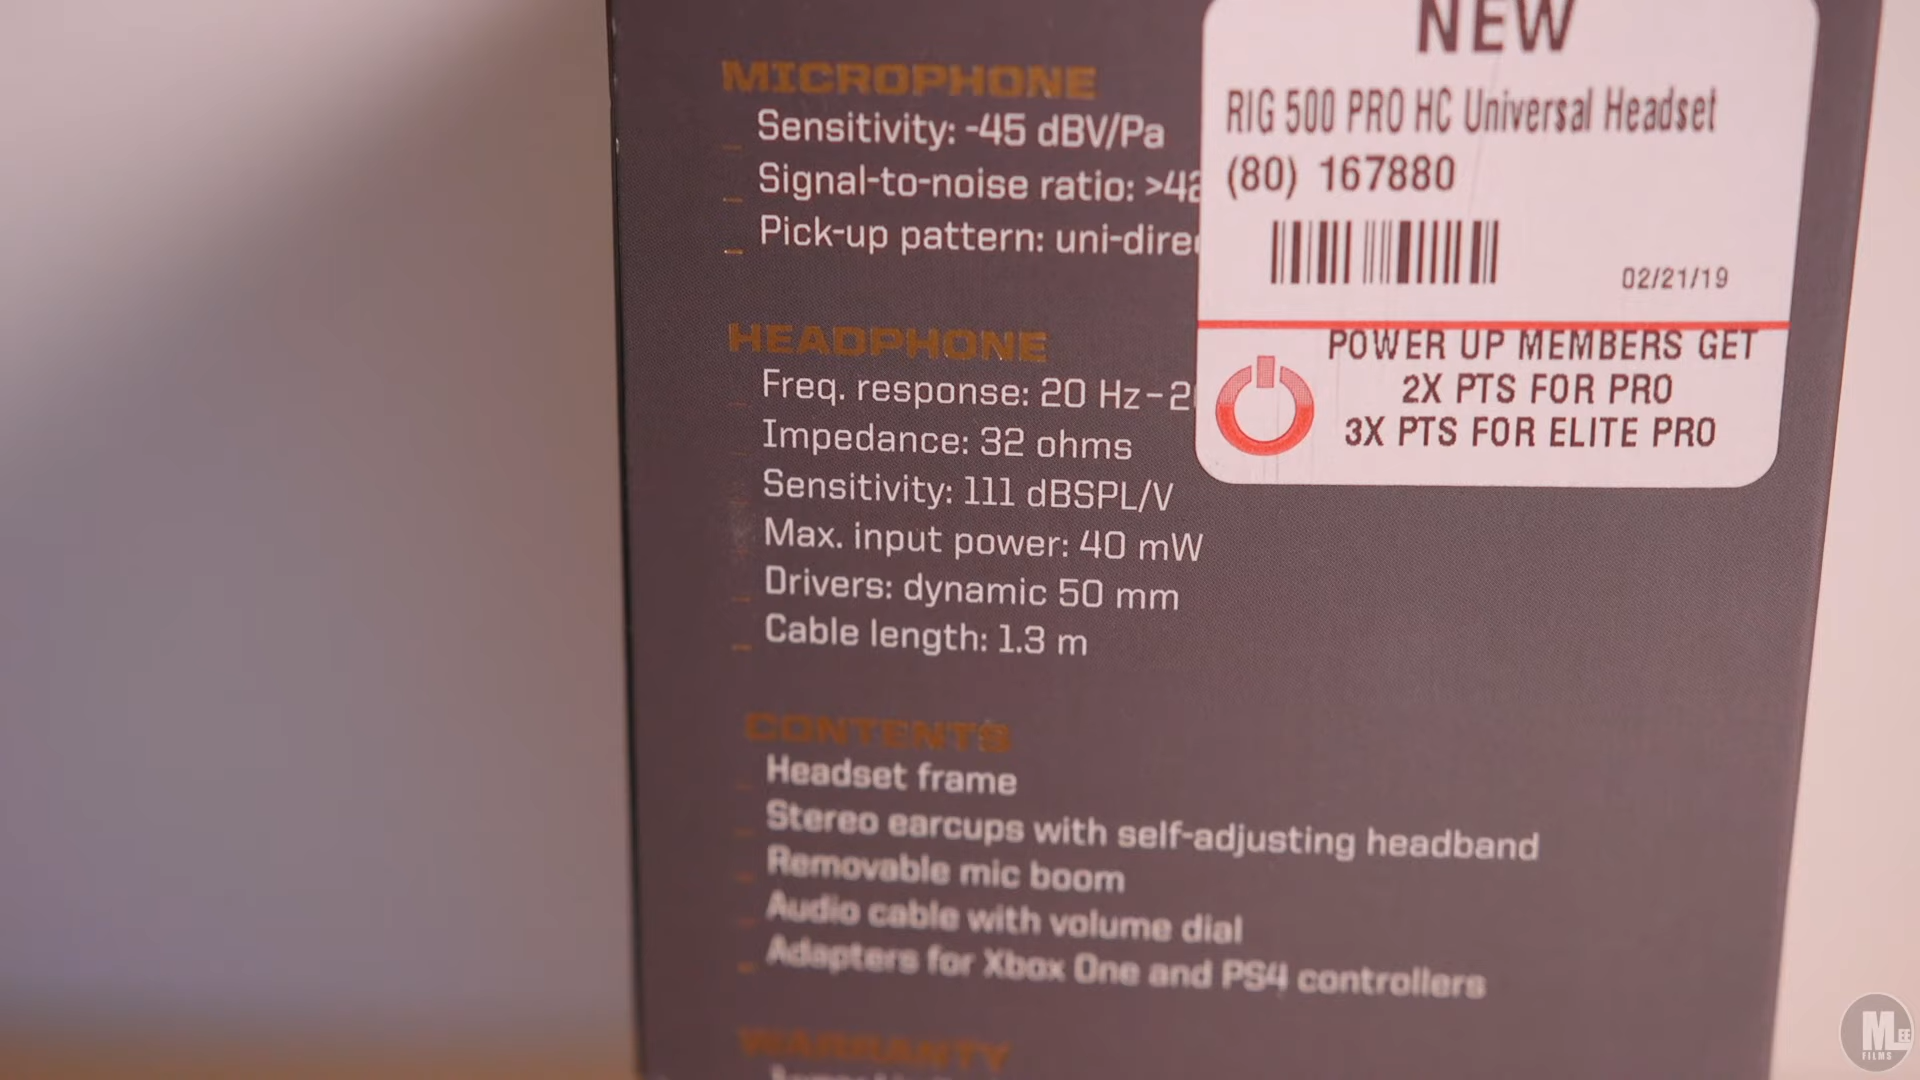 MICROPHONE
Sensitivity: -45 dBV/Pa
Signal-to-noise ratio: >42
Pick-up pattern: uni-dire
HEADPHONE
Freq. response: 20 Hz – 2
Impedance: 32 ohms
Sensitivity: 111 dBSPL/V
Max. input power: 40 mW
Drivers: dynamic 50 mm
Cable length: 1.3 m
CONTENTS
Headset frame
Stereo earcups with self-adjusting headband
Removable mic boom
Audio cable with volume dial
Adapters for Xbox One and PS4 controllers
WARRANTY
NEW
RIG 500 PRO HC Universal Headset
(80) 167880
02/21/19
POWER UP MEMBERS GET
2X PTS FOR PRO
3X PTS FOR ELITE PRO
MLEE
FILMS